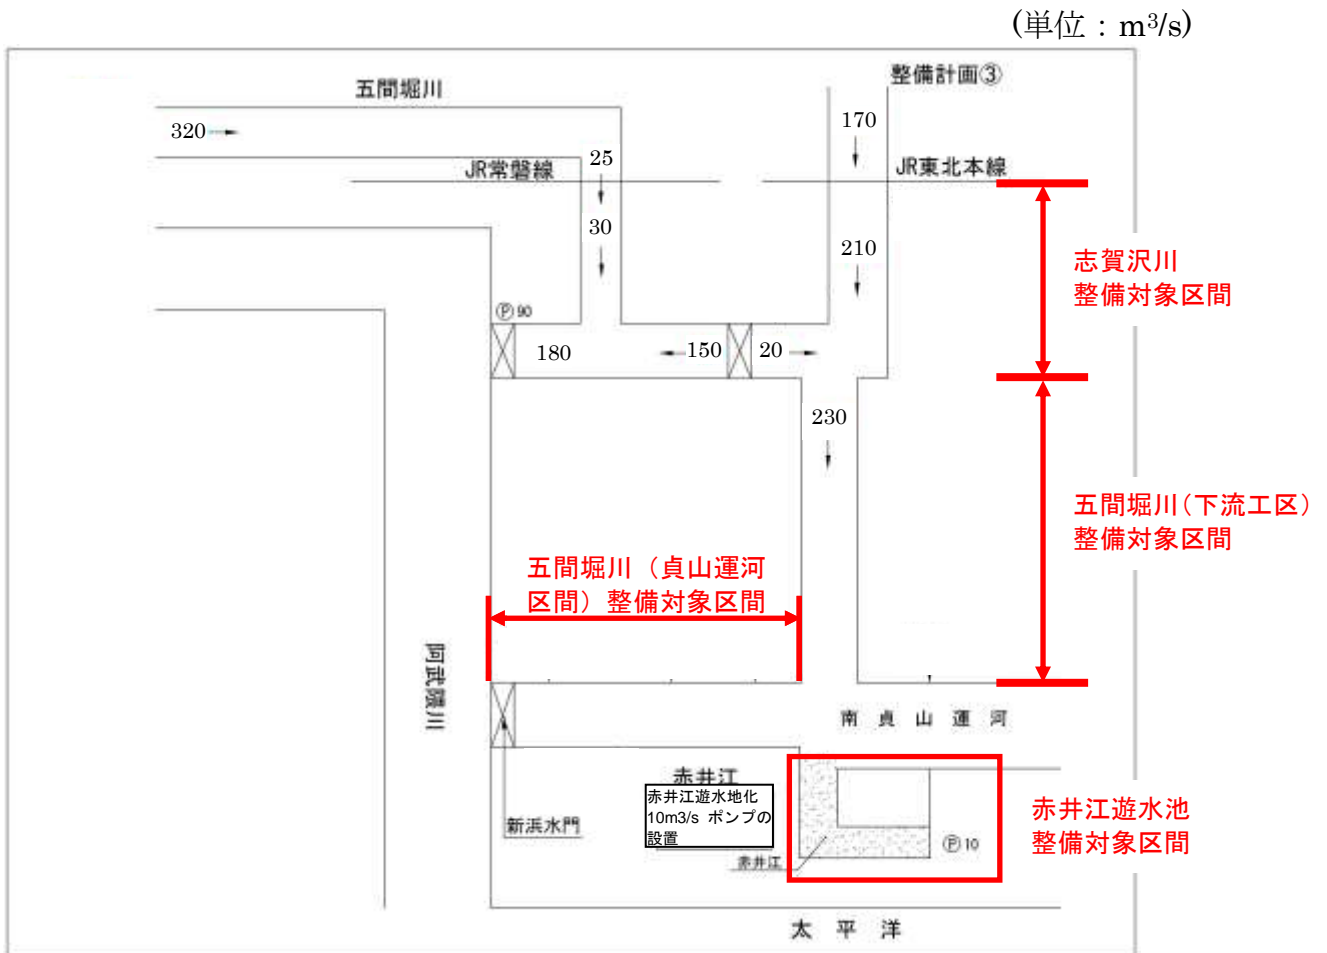 (単位：m³/s)
整備計画③
五間堀川
320
170
JR常磐線
25
JR東北本線
30
210
志賀沢川
整備対象区間
Ⓟ90
180
150
20
230
五間堀川(下流工区)
整備対象区間
五間堀川（貞山運河
区間）整備対象区間
阿武隈川
南貞山運河
赤井江
赤井江遊水地化
10m3/s ポンプの
設置
新浜水門
赤井江
Ⓟ10
赤井江遊水池
整備対象区間
太平洋